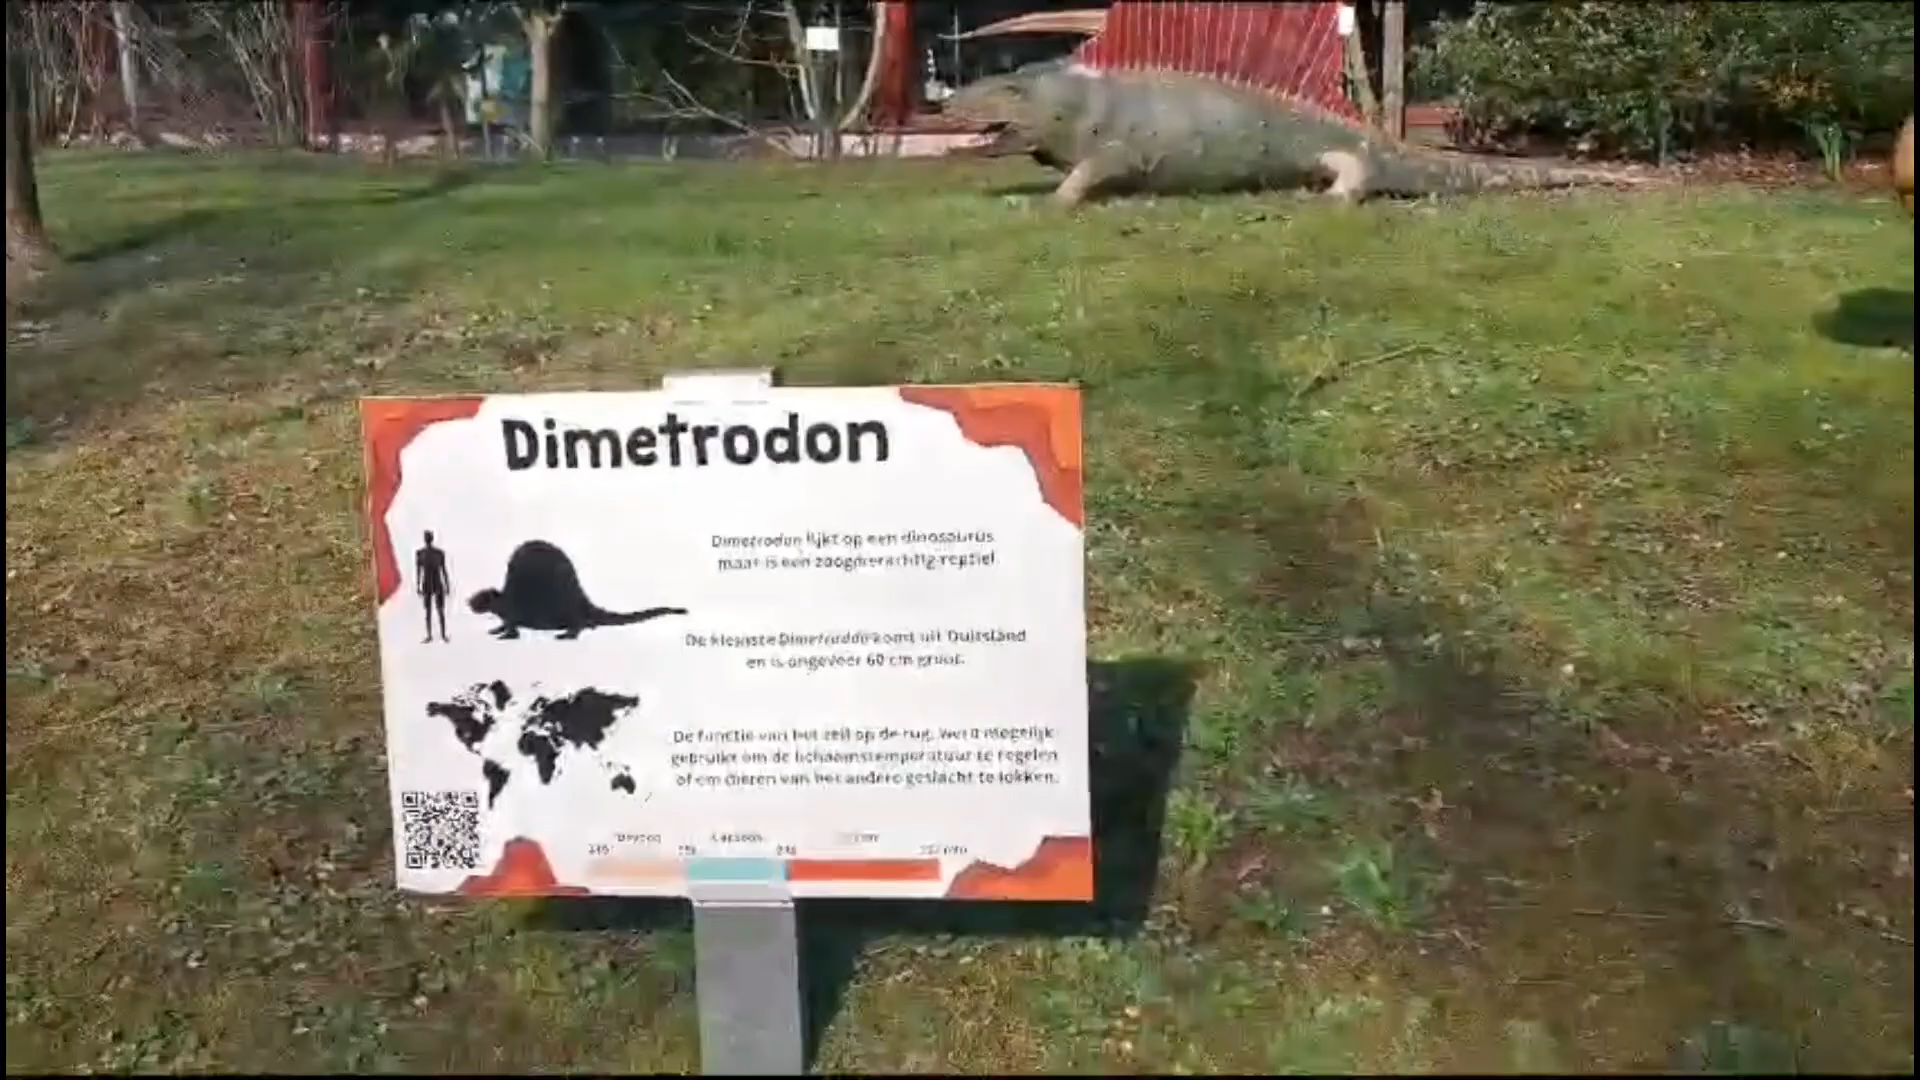 Dimetrodon
Dimetrodon lijkt op een dinosaurus
maar is een zoogdierachtig reptiel
De kleinste Dimetrodon komt uit Duitsland
en is ongeveer 60 cm groot.
De functie van het zeil op de rug, werd mogelijk
gebruikt om de lichaamstemperatuur te regelen
of om dieren van het andere geslacht te lokken.
Devoon Carboon